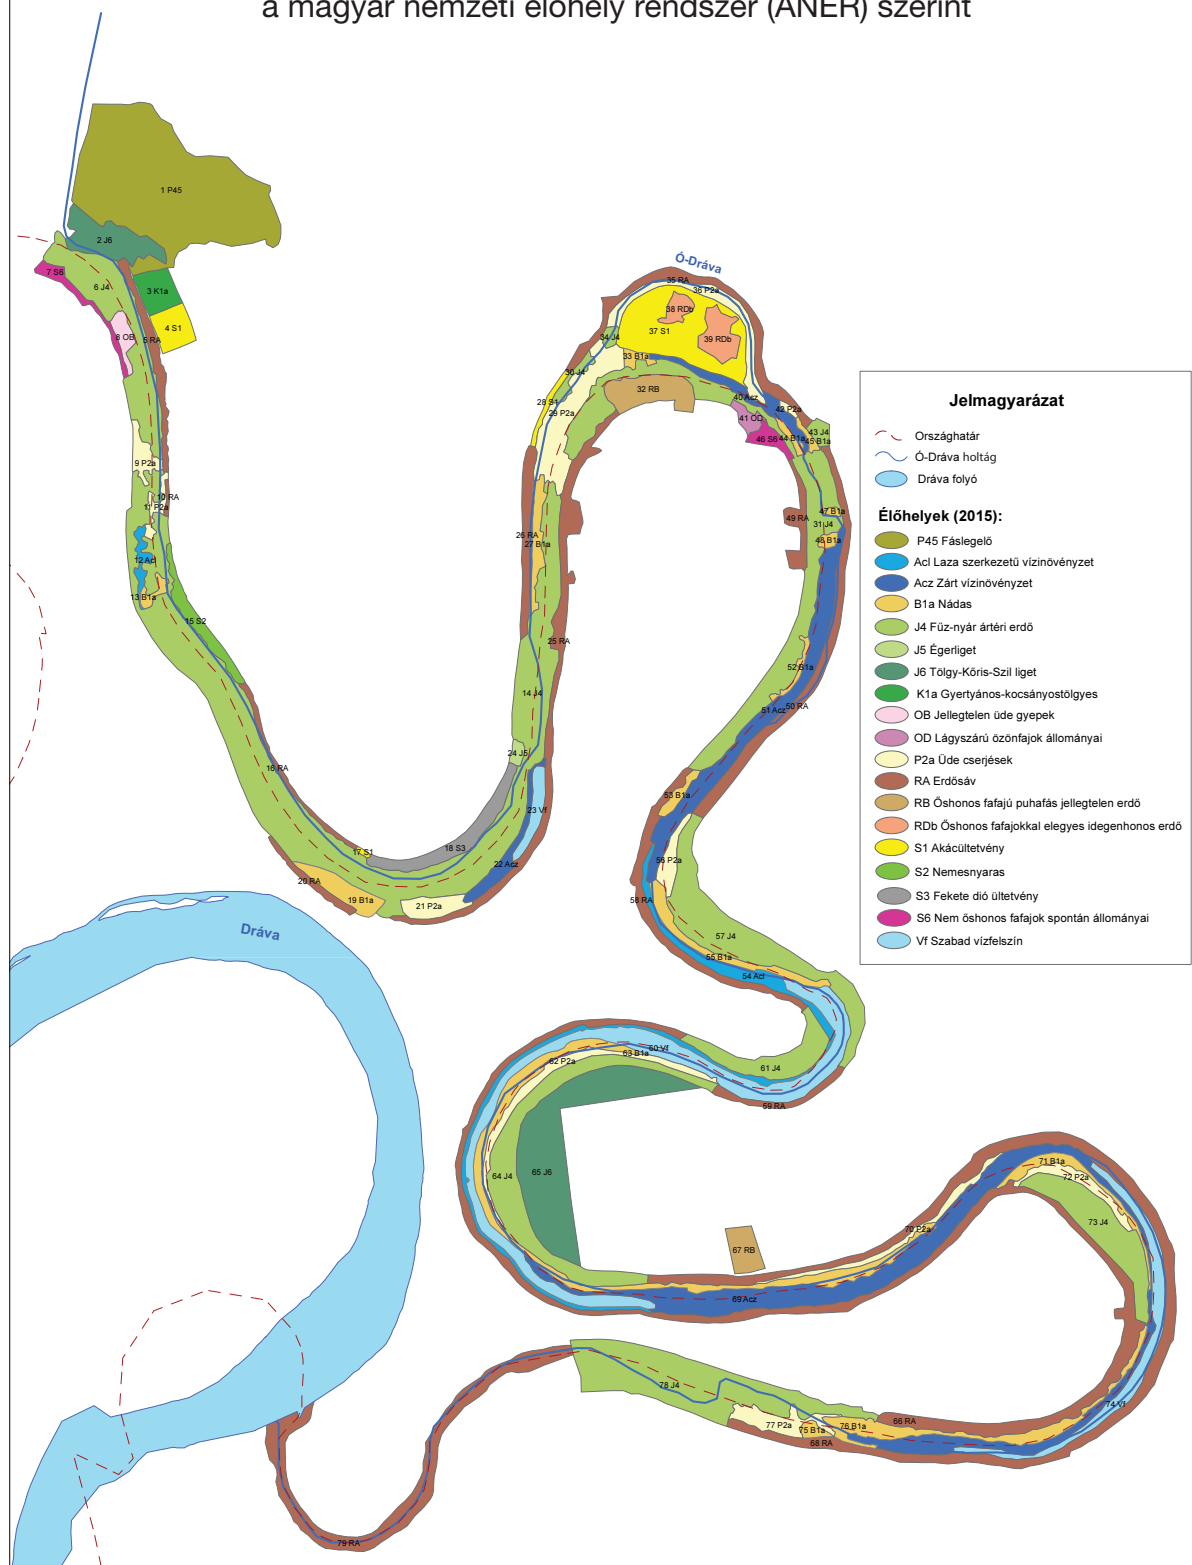 a magyar nemzeti élőhely rendszer (ÁNÉR) szerint
1 P45
2 J6
7 S6
6 J4
3 K1a
4 S1
8 OB
5 RA
9 P2a
10 RA
11 P2a
12 Acl
13 B1a
15 S2
16 RA
17 S1
18 S3
20 RA
19 B1a
21 P2a
22 Acz
23 Vf
24 J5
14 J4
25 RA
26 RA
27 B1a
28 S1
29 P2a
30 J4
34 J4
33 B1a
32 RB
Ó-Dráva
35 RA
36 P2a
38 RDb
37 S1
39 RDb
40 Acz
41 OD
42 P2a
43 J4
44 B1a
45 B1a
46 S6
47 B1a
49 RA
31 J4
48 B1a
52 B1a
51 Acz
50 RA
53 B1a
56 P2a
58 RA
57 J4
55 B1a
54 Acl
60 Vf
63 B1a
62 P2a
61 J4
59 RA
64 J4
65 J6
67 RB
69 Acz
70 P2a
71 B1a
72 P2a
73 J4
74 Vf
66 RA
76 B1a
75 B1a
77 P2a
68 RA
78 J4
79 RA
Dráva
Jelmagyarázat
Országhatár
Ó-Dráva holtág
Dráva folyó
Élőhelyek (2015):
P45 Fáslegelő
Acl Laza szerkezetű vízinövényzet
Acz Zárt vízinövényzet
B1a Nádas
J4 Fűz-nyár ártéri erdő
J5 Égerliget
J6 Tölgy-Kőris-Szil liget
K1a Gyertyános-kocsányostölgyes
OB Jellegtelen üde gyepek
OD Lágyszárú özönfajok állományai
P2a Üde cserjések
RA Erdősáv
RB Őshonos fafajú puhafás jellegtelen erdő
RDb Őshonos fafajokkal elegyes idegenhonos erdő
S1 Akácültetvény
S2 Nemesnyaras
S3 Fekete dió ültetvény
S6 Nem őshonos fafajok spontán állományai
Vf Szabad vízfelszín